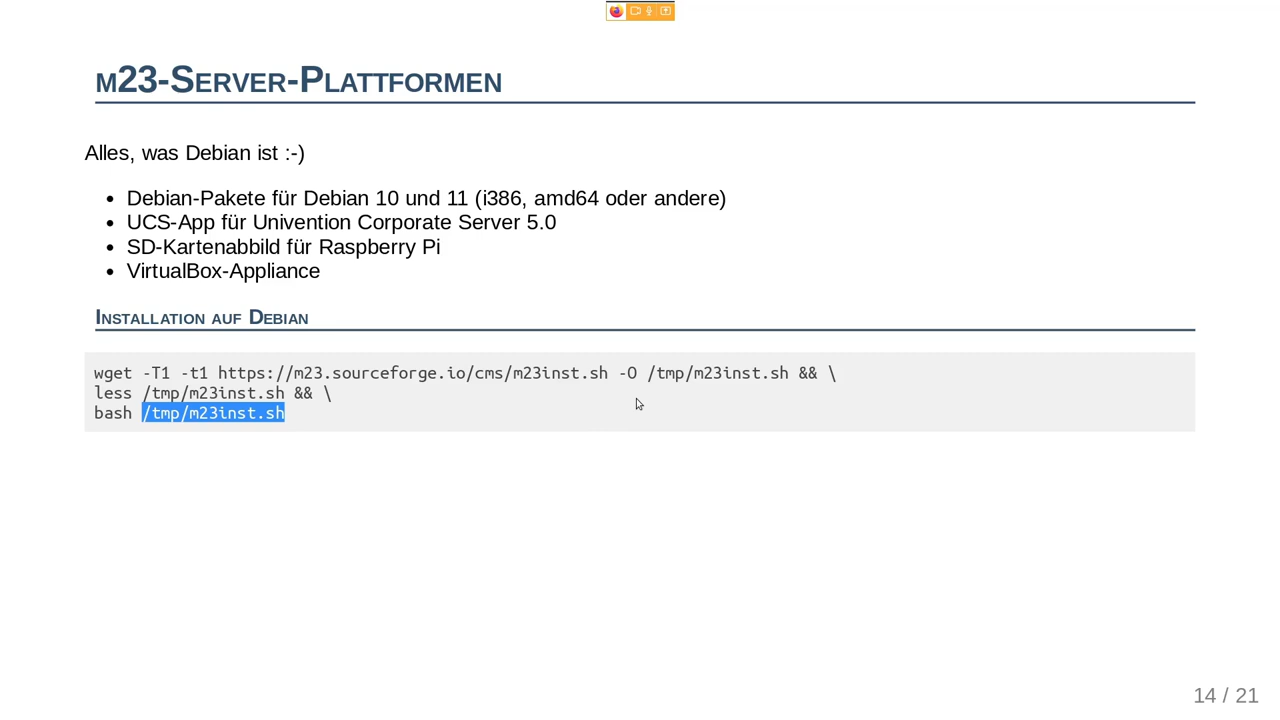 m23-Server-Plattformen
Alles, was Debian ist :-)
• Debian-Pakete für Debian 10 und 11 (i386, amd64 oder andere)
• UCS-App für Univention Corporate Server 5.0
• SD-Kartenabbild für Raspberry Pi
• VirtualBox-Appliance
Installation auf Debian
wget -T1 -t1 https://m23.sourceforge.io/cms/m23inst.sh -O /tmp/m23inst.sh && \
less /tmp/m23inst.sh && \
bash /tmp/m23inst.sh
14 / 21